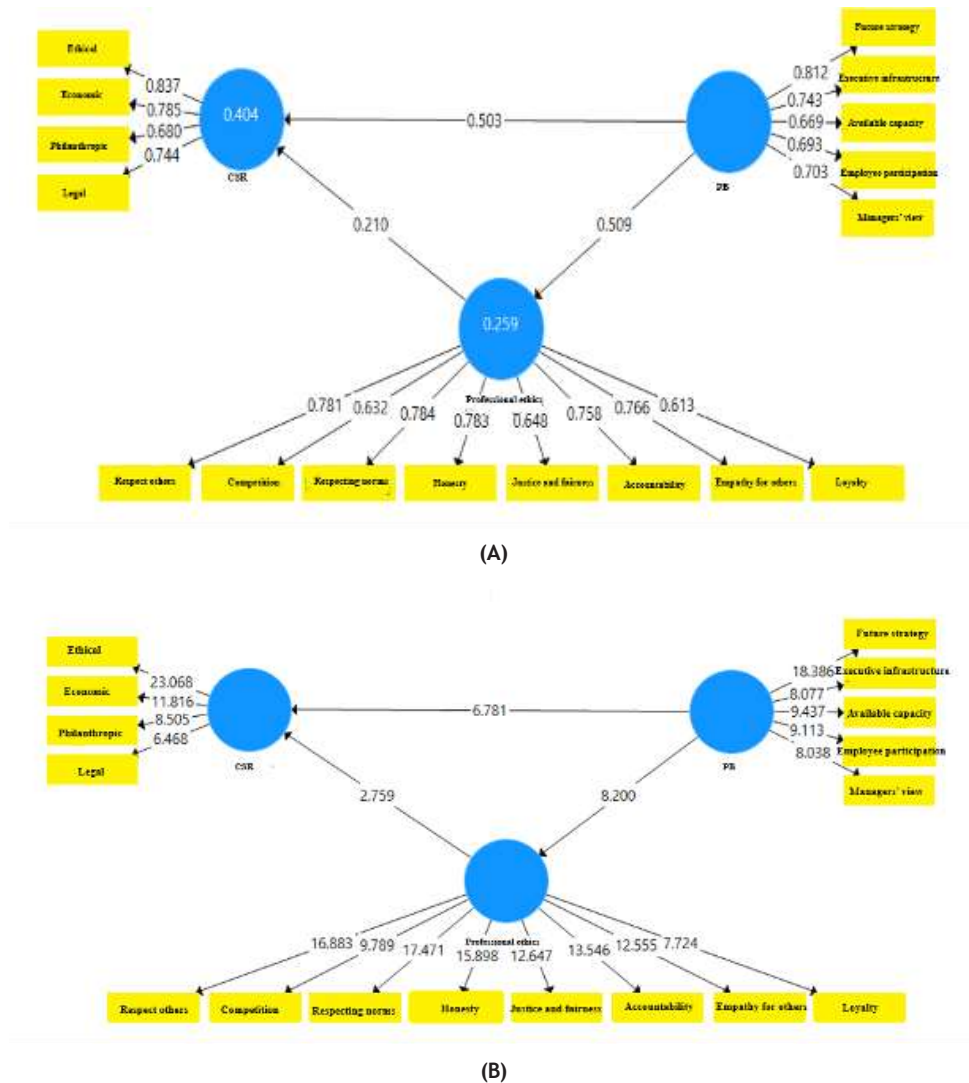 Ethical
Economic
Philanthropic
Legal
0.837
0.785
0.680
0.744
0.404
CSR
0.503
0.210
0.509
0.812
0.743
0.669
0.693
0.703
Future strategy
Executive infrastructure
Available capacity
Employee participation
Managers' view
0.259
Professional ethics
0.781
0.632
0.784
0.783
0.648
0.758
0.766
0.613
Respect others
Competition
Respecting norms
Honesty
Justice and fairness
Accountability
Empathy for others
Loyalty
(A)
Ethical
Economic
Philanthropic
Legal
23.068
11.816
8.505
6.468
CSR
6.781
2.759
8.200
18.386
8.077
9.437
9.113
8.038
Future strategy
Executive infrastructure
Available capacity
Employee participation
Managers' view
Professional ethics
16.883
9.789
17.471
15.898
12.647
13.546
12.555
7.724
Respect others
Competition
Respecting norms
Honesty
Justice and fairness
Accountability
Empathy for others
Loyalty
(B)